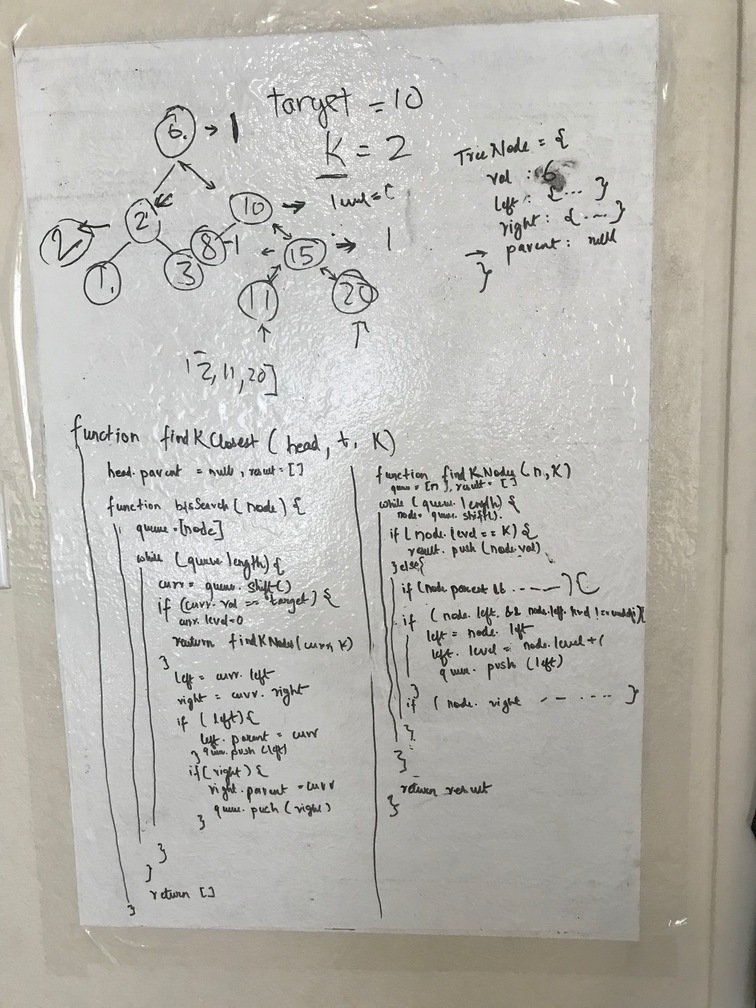 target = 10
K = 2
6 → 1
2
10 → level = 0
2
1
3
8 -1
15 → 1
11
20
[2, 11, 20]
TreeNode = {
val : 6
left : {...}
right : {...}
→ parent : null
}
function findKClosest (head, t, K)
head.parent = null, result = []
function bfsSearch (node) {
queue = [node]
while (queue.length) {
curr = queue.shift()
if (curr.val == target) {
curr.level = 0
return findKNodes (curr, K)
}
left = curr.left
right = curr.right
if (left) {
left.parent = curr
queue.push (left)
}
if (right) {
right.parent = curr
queue.push (right)
}
}
}
return []
}
function findKNodes (n, K)
queue = [n], result = []
while (queue.length) {
node = queue.shift().
if (node.level == K) {
result.push (node.val)
} else {
if (node.parent && .----) {
if (node.left && node.left.level !==
left = node.left
left.level = node.level + 1
queue.push (left)
}
if (node.right - - .... }
}
}
return result
}